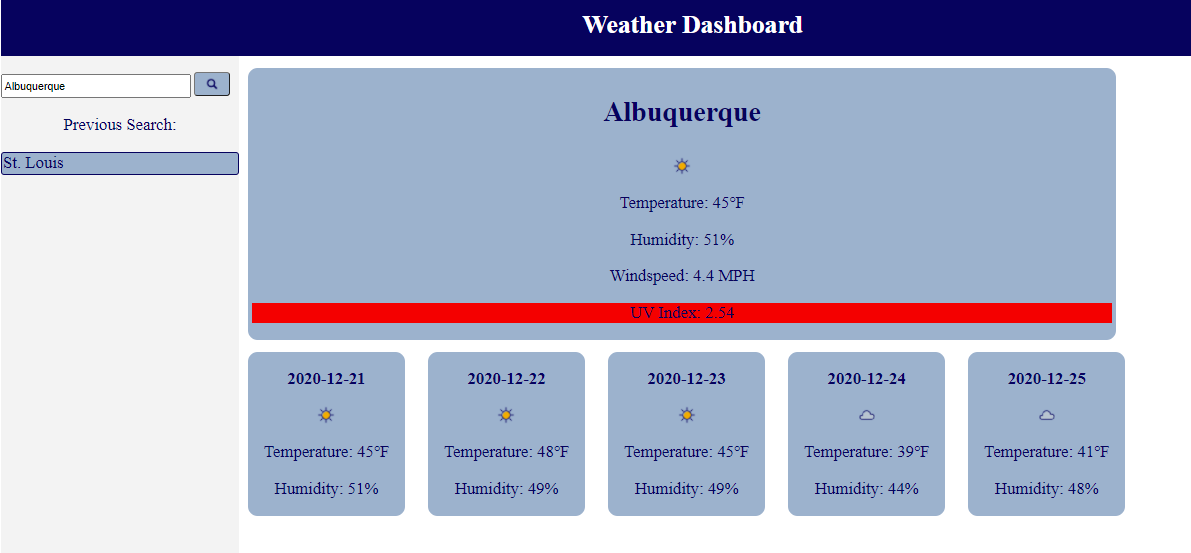 Weather Dashboard
Albuquerque
Previous Search:
St. Louis
Albuquerque
Temperature: 45°F
Humidity: 51%
Windspeed: 4.4 MPH
UV Index: 2.54
2020-12-21
Temperature: 45°F
Humidity: 51%
2020-12-22
Temperature: 48°F
Humidity: 49%
2020-12-23
Temperature: 45°F
Humidity: 49%
2020-12-24
Temperature: 39°F
Humidity: 44%
2020-12-25
Temperature: 41°F
Humidity: 48%